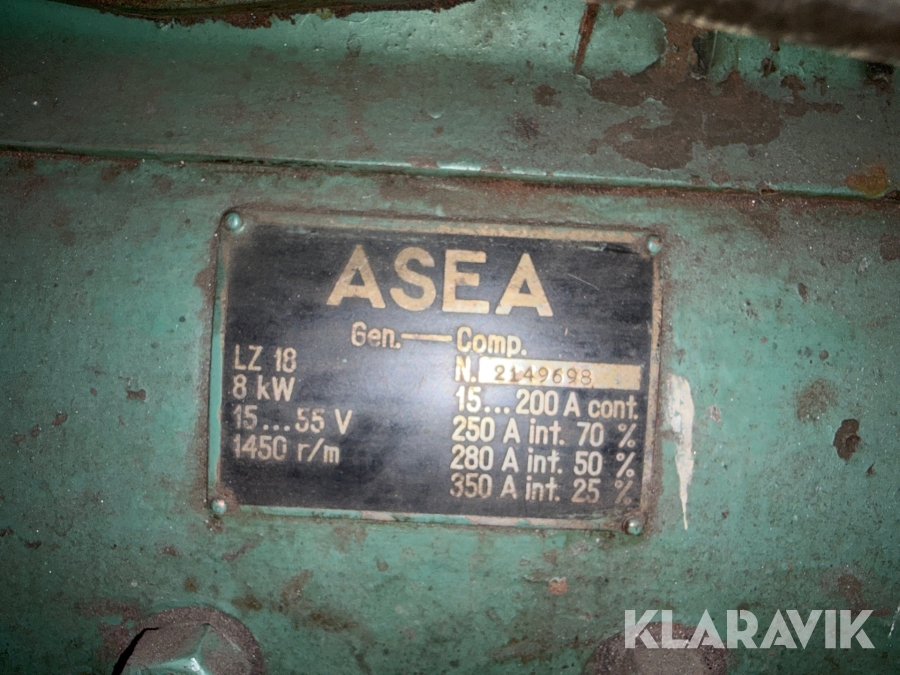 ASEA
Gen.—Comp.
LZ 18
8 kW
15...55 V
1450 r/m
N. 2149698
15...200 A cont.
250 A int. 70 %
280 A int. 50 %
350 A int. 25 %
KLARAVIK